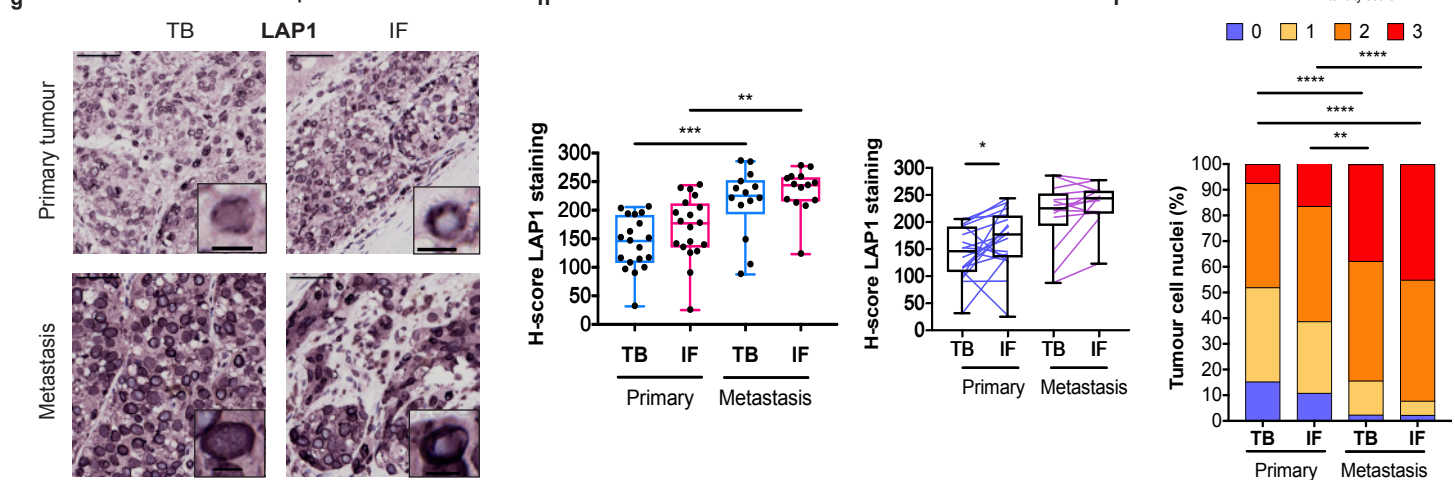 g
TB LAP1 IF
Primary tumour
Metastasis
H-score LAP1 staining
300
250
200
150
100
50
0
***
**
TB IF TB IF
Primary Metastasis
H-score LAP1 staining
300
250
200
150
100
50
0
*
TB IF TB IF
Primary Metastasis
0 1 2 3
****
****
****
**
Tumour cell nuclei (%)
100
90
80
70
60
50
40
30
20
10
0
TB IF TB IF
Primary Metastasis